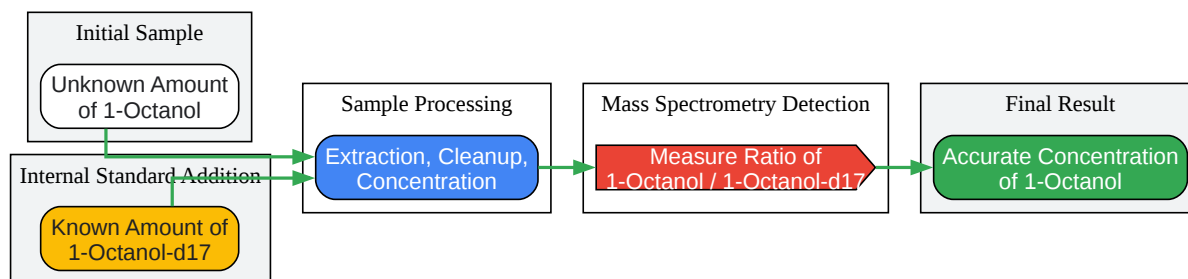 Initial Sample
Unknown Amount
of 1-Octanol
Internal Standard Addition
Known Amount of
1-Octanol-d17
Sample Processing
Extraction, Cleanup,
Concentration
Mass Spectrometry Detection
Measure Ratio of
1-Octanol / 1-Octanol-d17
Final Result
Accurate Concentration
of 1-Octanol